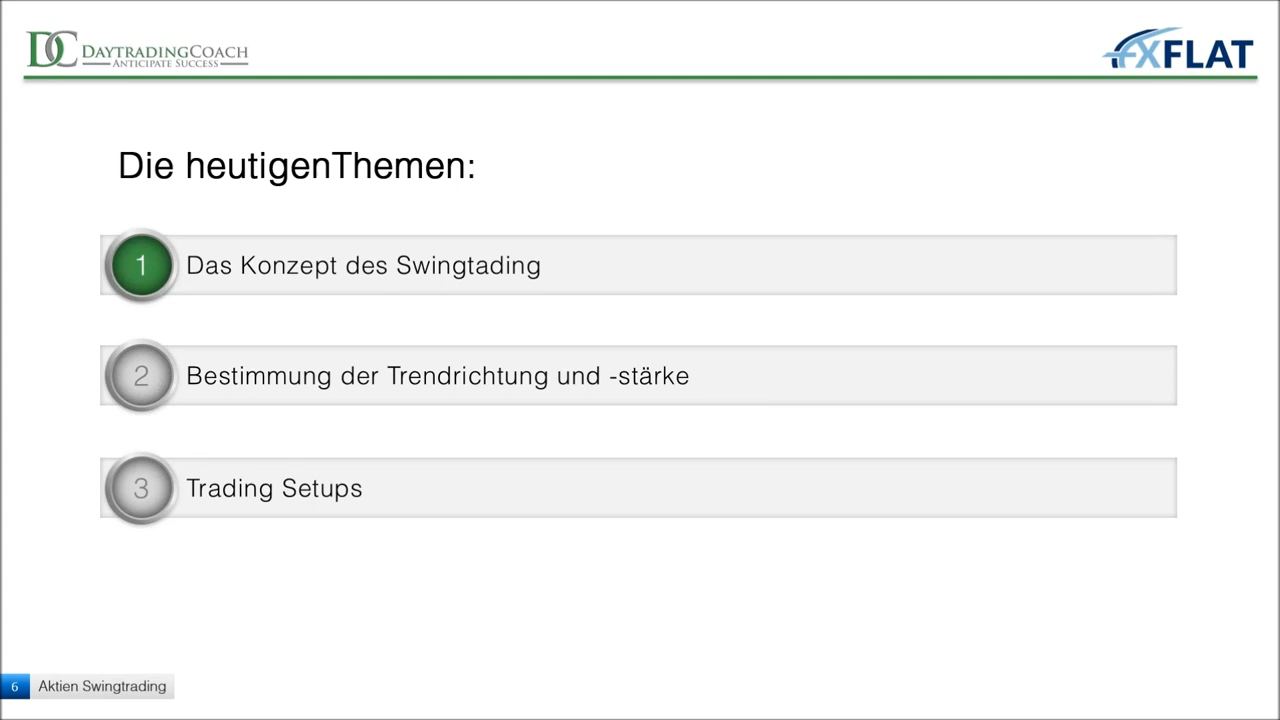 DC DAYTRADINGCOACH
ANTICIPATE SUCCESS
FXFLAT
Die heutigenThemen:
1 Das Konzept des Swingtading
2 Bestimmung der Trendrichtung und -stärke
3 Trading Setups
6 Aktien Swingtrading